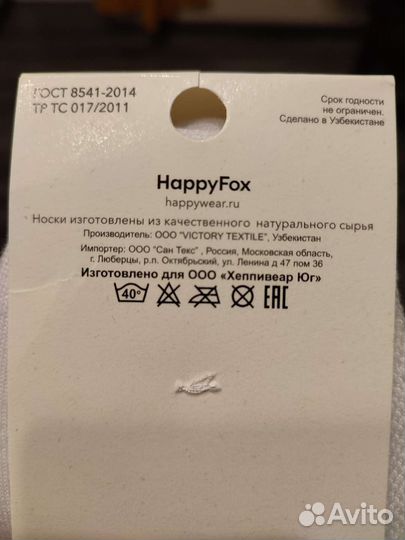 ГОСТ 8541-2014
ТР ТС 017/2011
Срок годности
не ограничен.
Сделано в Узбекистане
HappyFox
happywear.ru
Носки изготовлены из качественного натурального сырья
Производитель: ООО "VICTORY TEXTILE", Узбекистан
Импортер: ООО "Сан Текс" , Россия, Московская область,
г. Люберцы, р.п. Октябрьский, ул. Ленина д 47 пом 36
Изготовлено для ООО «Хеппивеар Юг»
40° EAC
Avito